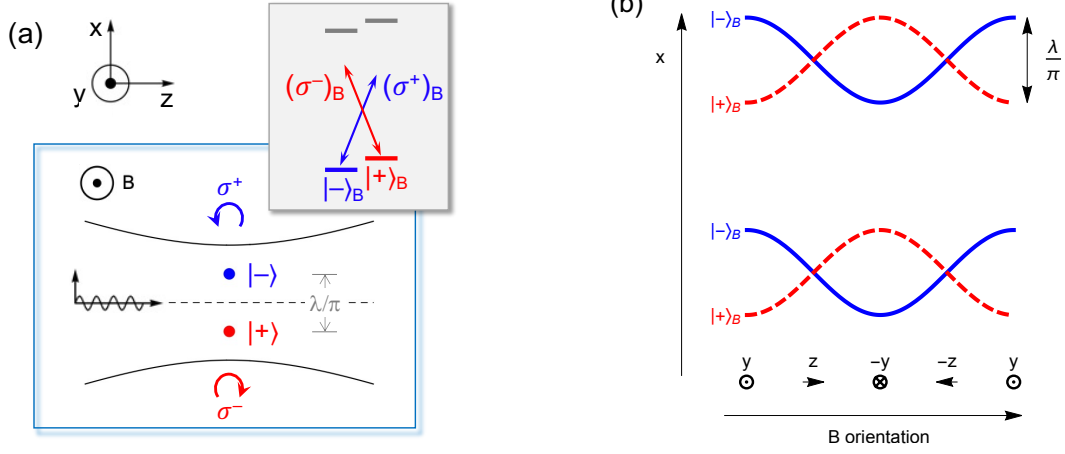 (a)
x
y
z
(σ⁻)B
(σ⁺)B
|−⟩B
|+⟩B
B
σ⁺
|−⟩
λ/π
|+⟩
σ⁻
(b)
x
|−⟩B
|+⟩B
λ/π
|−⟩B
|+⟩B
y z −y −z y
B orientation